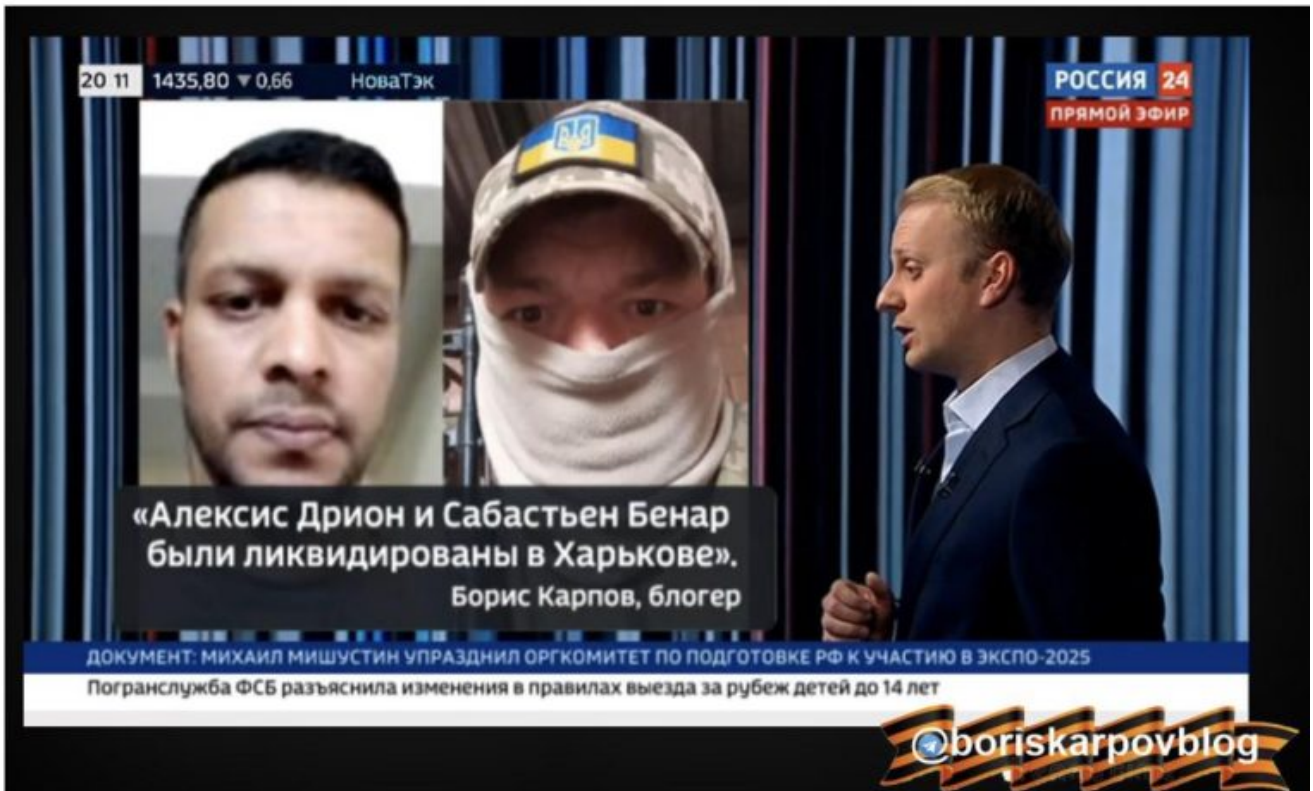 20 11 1435,80 ▼ 0,66 НоваТэк
РОССИЯ 24
ПРЯМОЙ ЭФИР
«Алексис Дрион и Сабастьен Бенар
были ликвидированы в Харькове».
Борис Карпов, блогер
ДОКУМЕНТ: МИХАИЛ МИШУСТИН УПРАЗДНИЛ ОРГКОМИТЕТ ПО ПОДГОТОВКЕ РФ К УЧАСТИЮ В ЭКСПО-2025
Погранслужба ФСБ разъяснила изменения в правилах выезда за рубеж детей до 14 лет
@boriskarpovblog